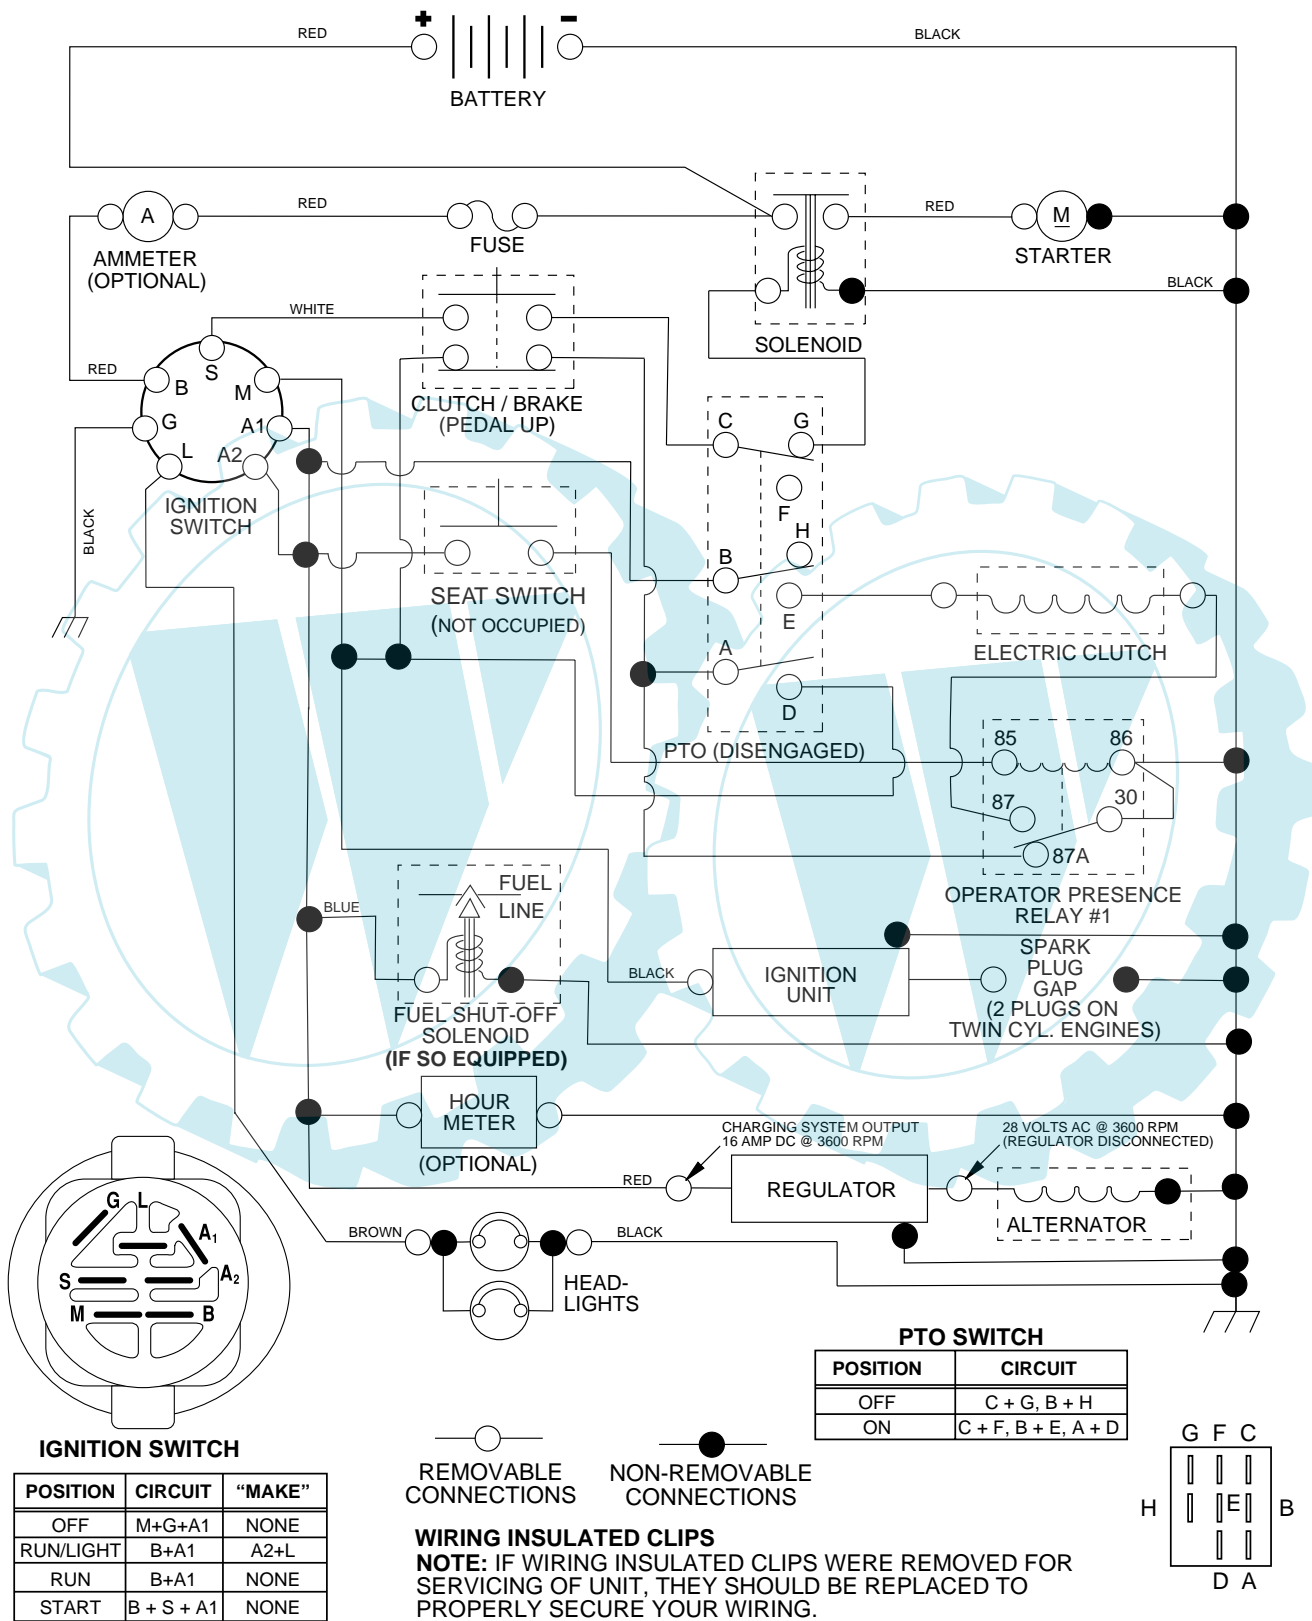 + −
RED
BLACK
BATTERY
RED
A
AMMETER
(OPTIONAL)
FUSE
RED
M
STARTER
BLACK
SOLENOID
WHITE
CLUTCH / BRAKE
(PEDAL UP)
RED
S
B
M
G
A1
L
A2
IGNITION
SWITCH
BLACK
SEAT SWITCH
(NOT OCCUPIED)
C
G
F
H
B
E
A
D
PTO (DISENGAGED)
ELECTRIC CLUTCH
85
86
87
30
87A
OPERATOR PRESENCE
RELAY #1
FUEL
LINE
BLUE
FUEL SHUT-OFF
SOLENOID
(IF SO EQUIPPED)
BLACK
IGNITION
UNIT
SPARK
PLUG
GAP
(2 PLUGS ON
TWIN CYL. ENGINES)
HOUR
METER
(OPTIONAL)
CHARGING SYSTEM OUTPUT
16 AMP DC @ 3600 RPM
28 VOLTS AC @ 3600 RPM
(REGULATOR DISCONNECTED)
RED
REGULATOR
ALTERNATOR
BROWN
BLACK
HEAD-
LIGHTS
G L
A1
S
A2
M
B
IGNITION SWITCH
POSITION CIRCUIT “MAKE”
OFF M+G+A1 NONE
RUN/LIGHT B+A1 A2+L
RUN B+A1 NONE
START B + S + A1 NONE
REMOVABLE
CONNECTIONS
NON-REMOVABLE
CONNECTIONS
PTO SWITCH
POSITION CIRCUIT
OFF C + G, B + H
ON C + F, B + E, A + D
G F C
H E B
D A
WIRING INSULATED CLIPS
NOTE: IF WIRING INSULATED CLIPS WERE REMOVED FOR
SERVICING OF UNIT, THEY SHOULD BE REPLACED TO
PROPERLY SECURE YOUR WIRING.